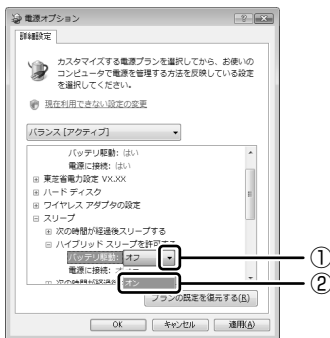 電源オプション
詳細設定
カスタマイズする電源プランを選択してから、お使いの
コンピュータで電源を管理する方法を反映している設定
を選択してください。
現在利用できない設定の変更
バランス [アクティブ]
バッテリ駆動: はい
電源に接続: はい
東芝省電力設定 VX.XX
ハード ディスク
ワイヤレス アダプタの設定
スリープ
次の時間が経過後スリープする
ハイブリッド スリープを許可する
バッテリ駆動: オフ
①
電源に接続:
オン
②
次の時間が経過後
プランの既定を復元する(R)
OK キャンセル 適用(A)